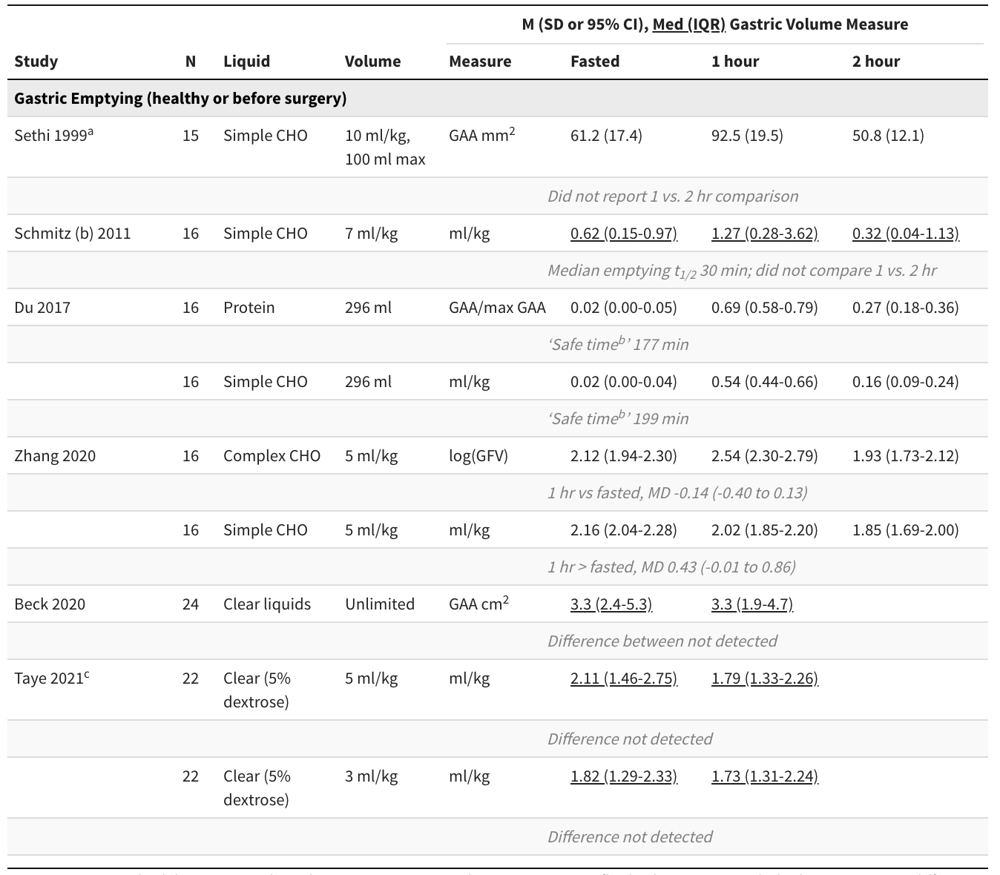 M (SD or 95% CI), Med (IQR) Gastric Volume Measure
Study N Liquid Volume Measure Fasted 1 hour 2 hour
Gastric Emptying (healthy or before surgery)
Sethi 1999a 15 Simple CHO 10 ml/kg, GAA mm2 61.2 (17.4) 92.5 (19.5) 50.8 (12.1)
100 ml max
Did not report 1 vs. 2 hr comparison
Schmitz (b) 2011 16 Simple CHO 7 ml/kg ml/kg 0.62 (0.15-0.97) 1.27 (0.28-3.62) 0.32 (0.04-1.13)
Median emptying t1/2 30 min; did not compare 1 vs. 2 hr
Du 2017 16 Protein 296 ml GAA/max GAA 0.02 (0.00-0.05) 0.69 (0.58-0.79) 0.27 (0.18-0.36)
‘Safe timeb’ 177 min
16 Simple CHO 296 ml ml/kg 0.02 (0.00-0.04) 0.54 (0.44-0.66) 0.16 (0.09-0.24)
‘Safe timeb’ 199 min
Zhang 2020 16 Complex CHO 5 ml/kg log(GFV) 2.12 (1.94-2.30) 2.54 (2.30-2.79) 1.93 (1.73-2.12)
1 hr vs fasted, MD -0.14 (-0.40 to 0.13)
16 Simple CHO 5 ml/kg ml/kg 2.16 (2.04-2.28) 2.02 (1.85-2.20) 1.85 (1.69-2.00)
1 hr > fasted, MD 0.43 (-0.01 to 0.86)
Beck 2020 24 Clear liquids Unlimited GAA cm2 3.3 (2.4-5.3) 3.3 (1.9-4.7)
Difference between not detected
Taye 2021c 22 Clear (5% 5 ml/kg ml/kg 2.11 (1.46-2.75) 1.79 (1.33-2.26)
dextrose)
Difference not detected
22 Clear (5% 3 ml/kg ml/kg 1.82 (1.29-2.33) 1.73 (1.31-2.24)
dextrose)
Difference not detected